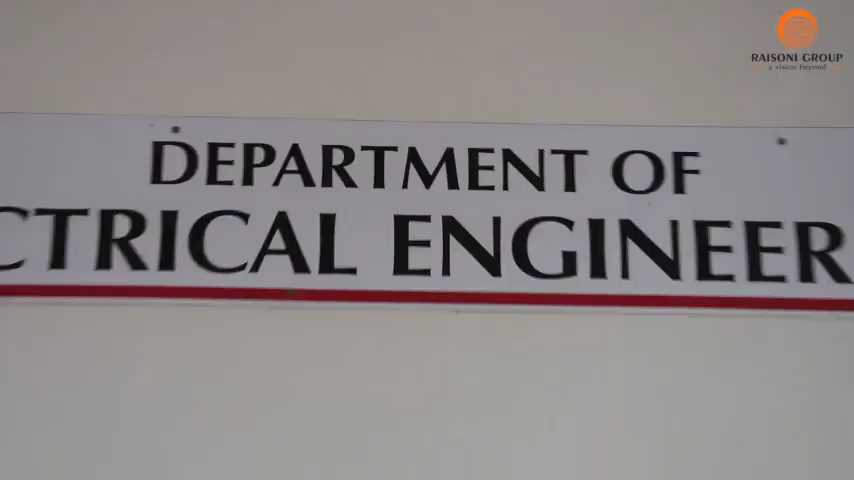 RAISONI GROUP
a vision beyond
DEPARTMENT OF
CTRICAL ENGINEER